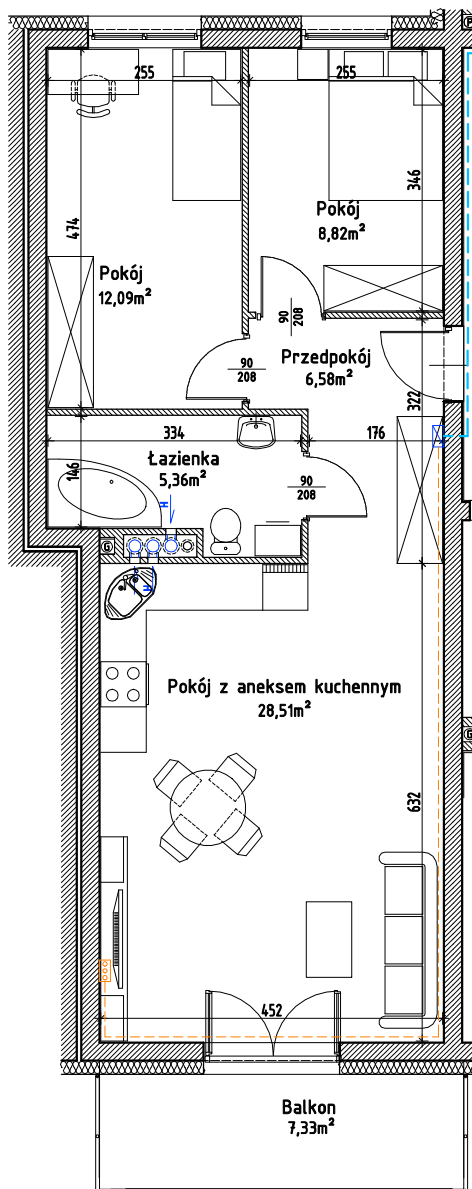 P
255
255
346
474
Pokój
8,82m²
Pokój
12,09m²
90
208
Przedpokój
6,58m²
90
208
322
334
176
146
Łazienka
5,36m²
90
208
H
G
H
Pokój z aneksem kuchennym
28,51m²
G
632
452
Balkon
7,33m²